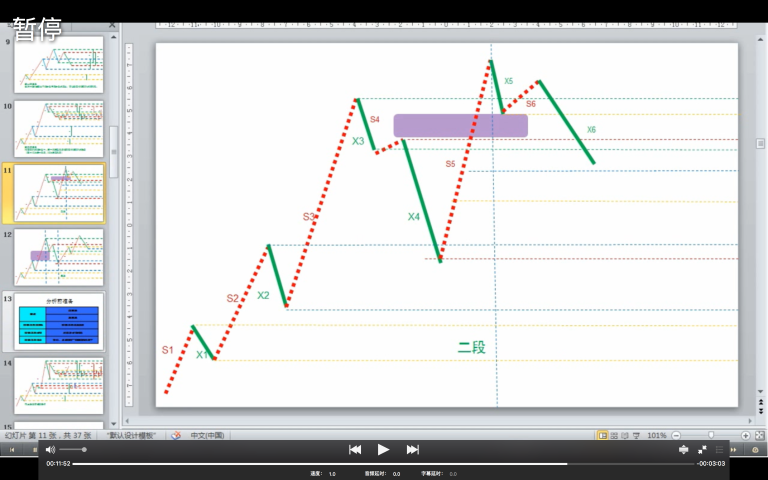 暂停
9
10
11
12
13
分析前准备
14
15
S1
X1
S2
X2
S3
X3
S4
X4
S5
X5
S6
X6
二段
幻灯片 第 11 张，共 37 张
"默认设计模板"
中文(中国)
101%
00:11:52
-00:03:03
速度： 1.0
音频延时： 0.0
字幕延时： 0.0